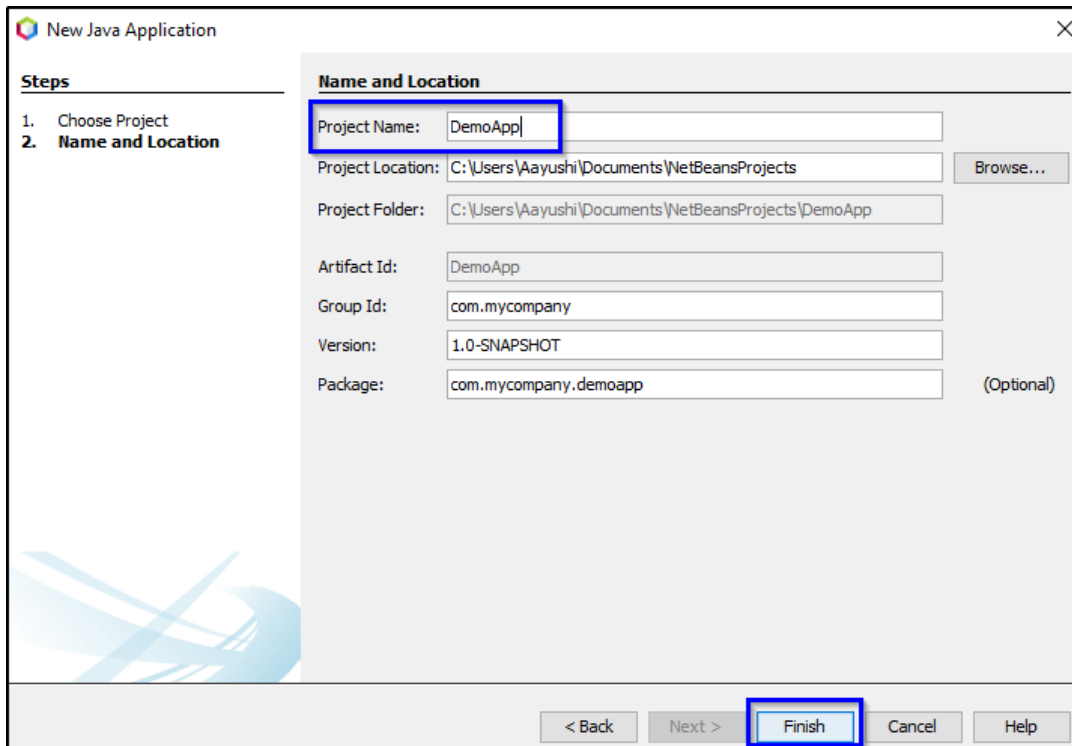 New Java Application
Steps
1. Choose Project
2. Name and Location
Name and Location
Project Name: DemoApp
Project Location: C:\Users\Aayushi\Documents\NetBeansProjects Browse...
Project Folder: C:\Users\Aayushi\Documents\NetBeansProjects\DemoApp
Artifact Id: DemoApp
Group Id: com.mycompany
Version: 1.0-SNAPSHOT
Package: com.mycompany.demoapp (Optional)
< Back Next > Finish Cancel Help